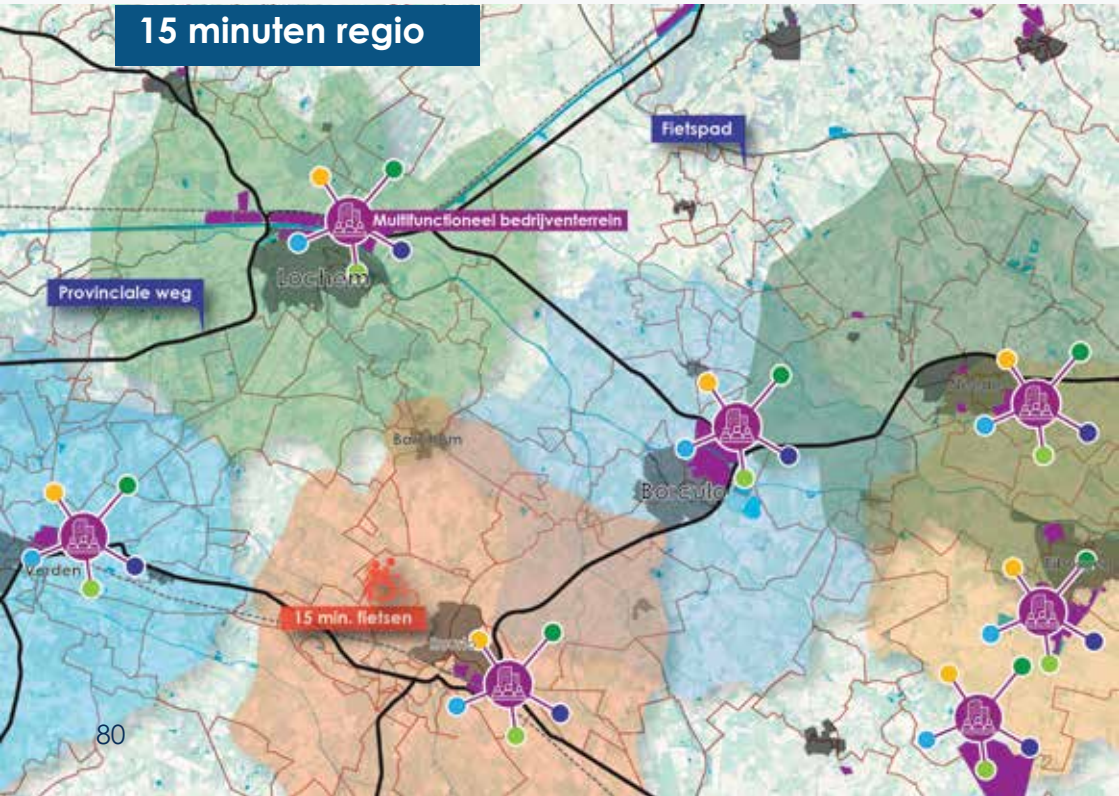 15 minuten regio
Fietspad
Multifunctioneel bedrijventerrein
Lochem
Provinciale weg
Borculo
15 min. fietsen
80